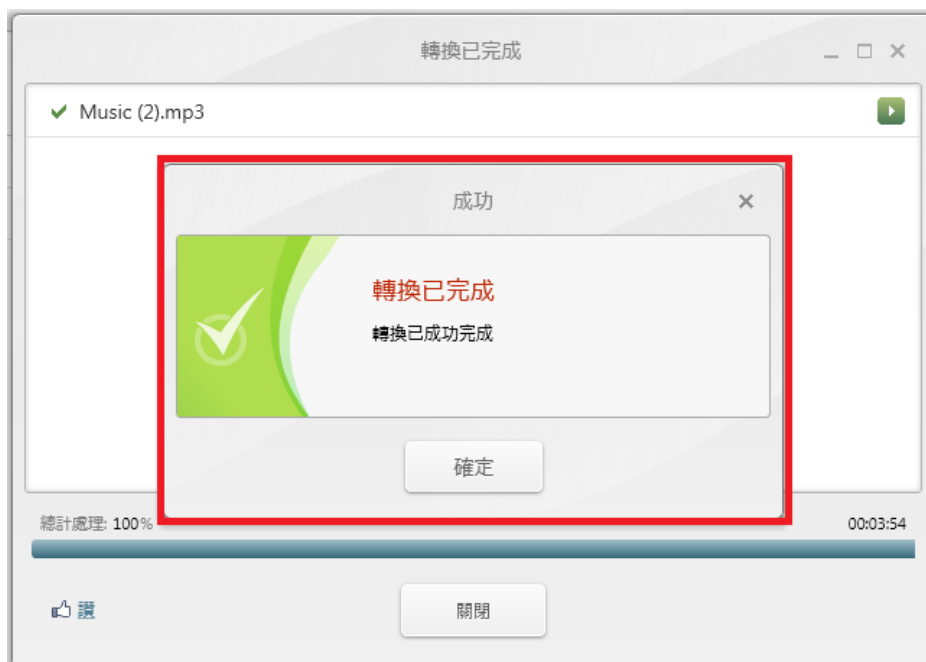 轉換已完成
Music (2).mp3
成功
轉換已完成
轉換已成功完成
確定
總計處理: 100%
00:03:54
讚
關閉